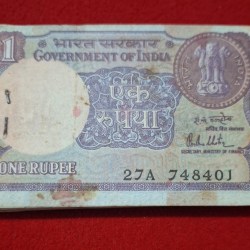 1
भारत सरकार
GOVERNMENT OF INDIA
एक
रुपया
ONE RUPEE
27A 748401